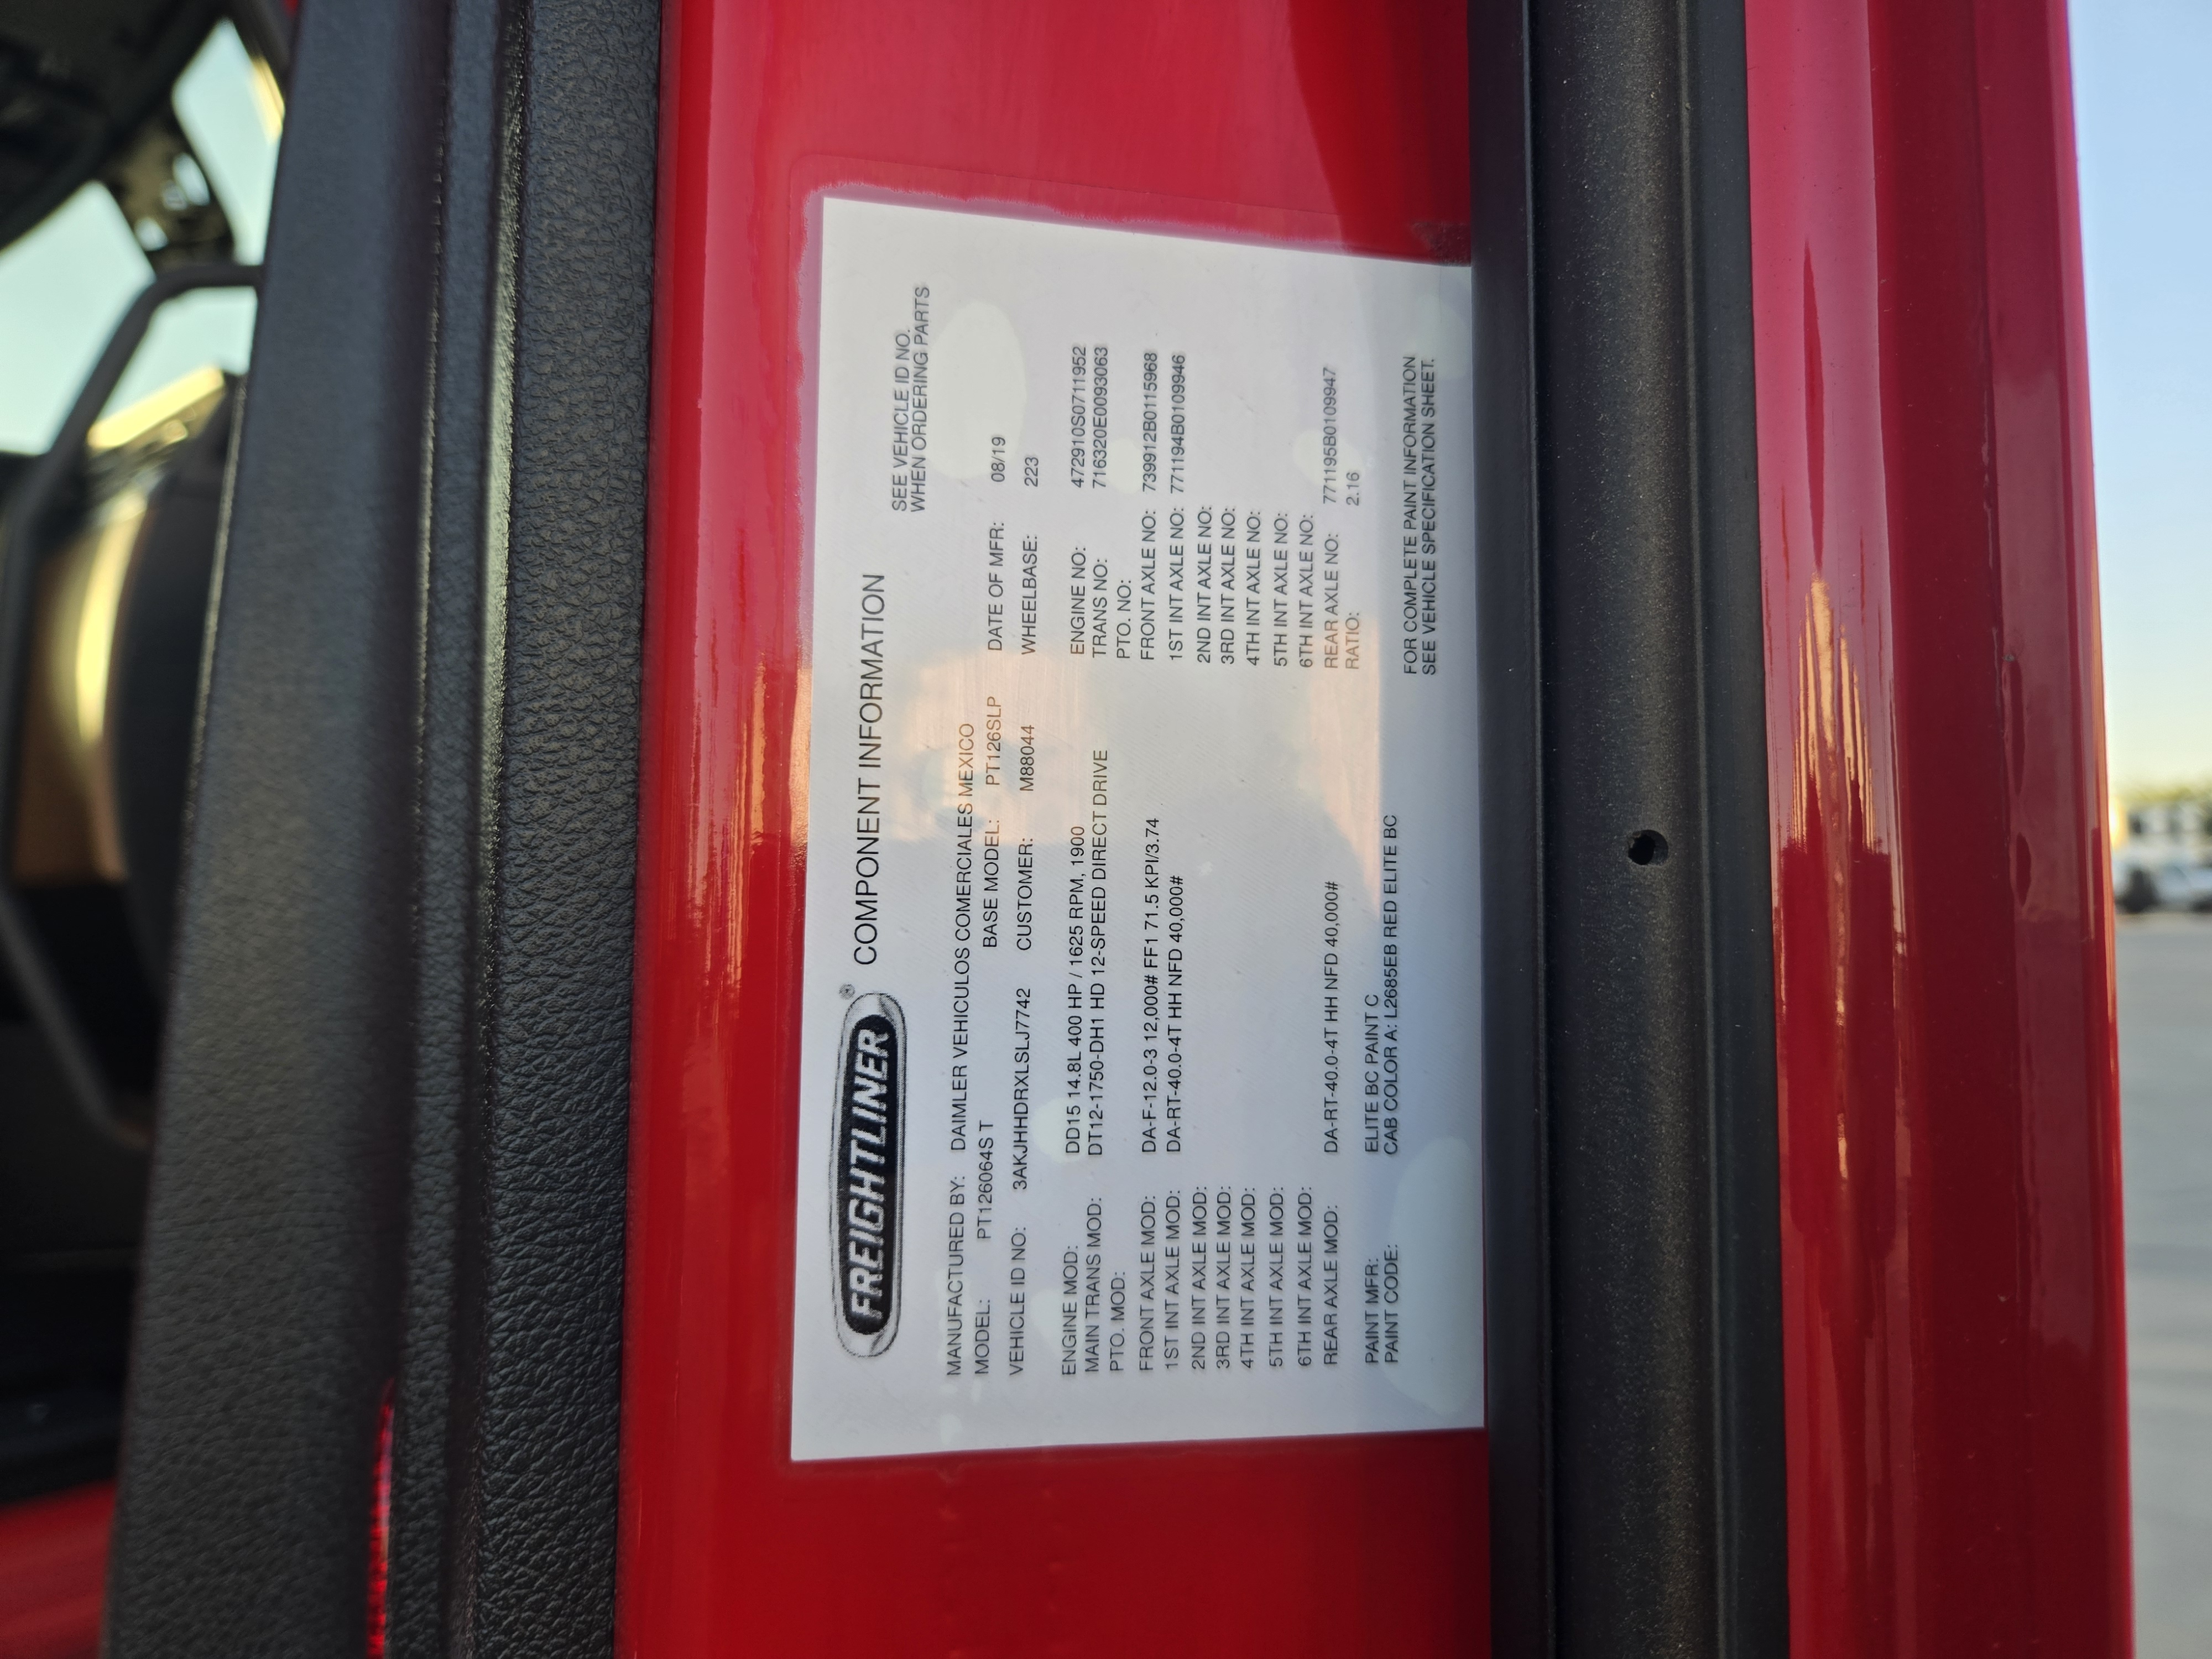 FREIGHTLINER® COMPONENT INFORMATION
SEE VEHICLE ID NO.
WHEN ORDERING PARTS
MANUFACTURED BY: DAIMLER VEHICULOS COMERCIALES MEXICO
MODEL: PT126064S T BASE MODEL: PT126SLP DATE OF MFR: 08/19
VEHICLE ID NO: 3AKJHHDRXLSLJ7742 CUSTOMER: M88044 WHEELBASE: 223
ENGINE MOD: DD15 14.8L 400 HP / 1625 RPM, 1900 ENGINE NO: 472910S0711952
MAIN TRANS MOD: DT12-1750-DH1 HD 12-SPEED DIRECT DRIVE TRANS NO: 716320E0093063
PTO. MOD: PTO. NO:
FRONT AXLE MOD: DA-F-12.0-3 12,000# FF1 71.5 KPI/3.74 FRONT AXLE NO: 739912B0115968
1ST INT AXLE MOD: DA-RT-40.0-4T HH NFD 40,000# 1ST INT AXLE NO: 771194B0109946
2ND INT AXLE MOD: 2ND INT AXLE NO:
3RD INT AXLE MOD: 3RD INT AXLE NO:
4TH INT AXLE MOD: 4TH INT AXLE NO:
5TH INT AXLE MOD: 5TH INT AXLE NO:
6TH INT AXLE MOD: 6TH INT AXLE NO:
REAR AXLE MOD: DA-RT-40.0-4T HH NFD 40,000# REAR AXLE NO: 771195B0109947
RATIO: 2.16
PAINT MFR: ELITE BC PAINT C
PAINT CODE: CAB COLOR A: L2685EB RED ELITE BC
FOR COMPLETE PAINT INFORMATION
SEE VEHICLE SPECIFICATION SHEET.